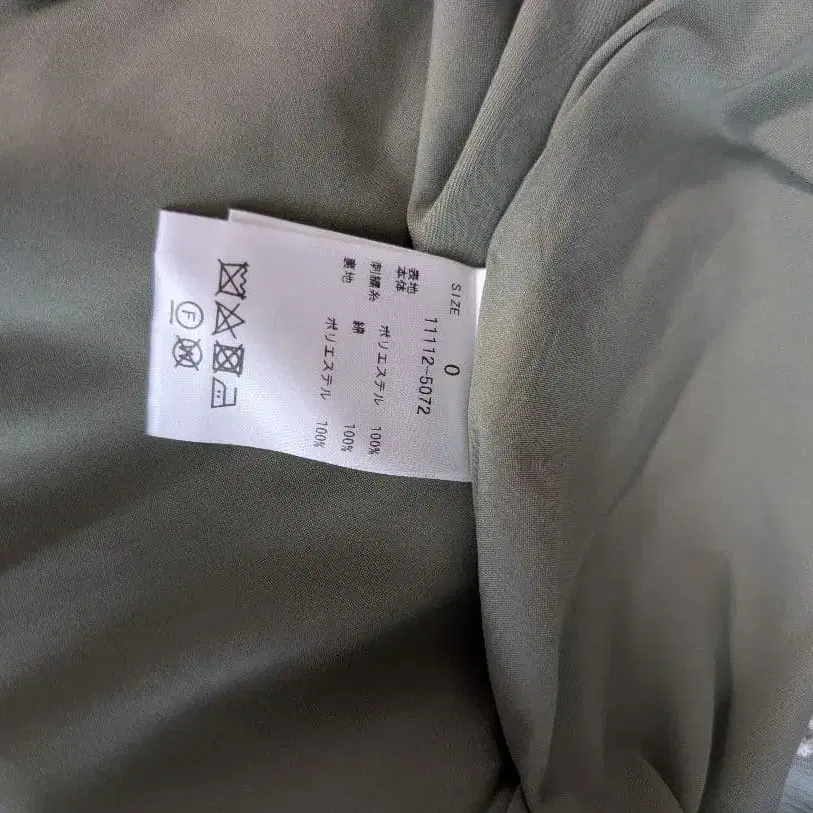 SIZE 0
11112-5072
表地
本体 ポリエステル 100%
刺繍糸 綿 100%
裏地 ポリエステル 100%
F
W